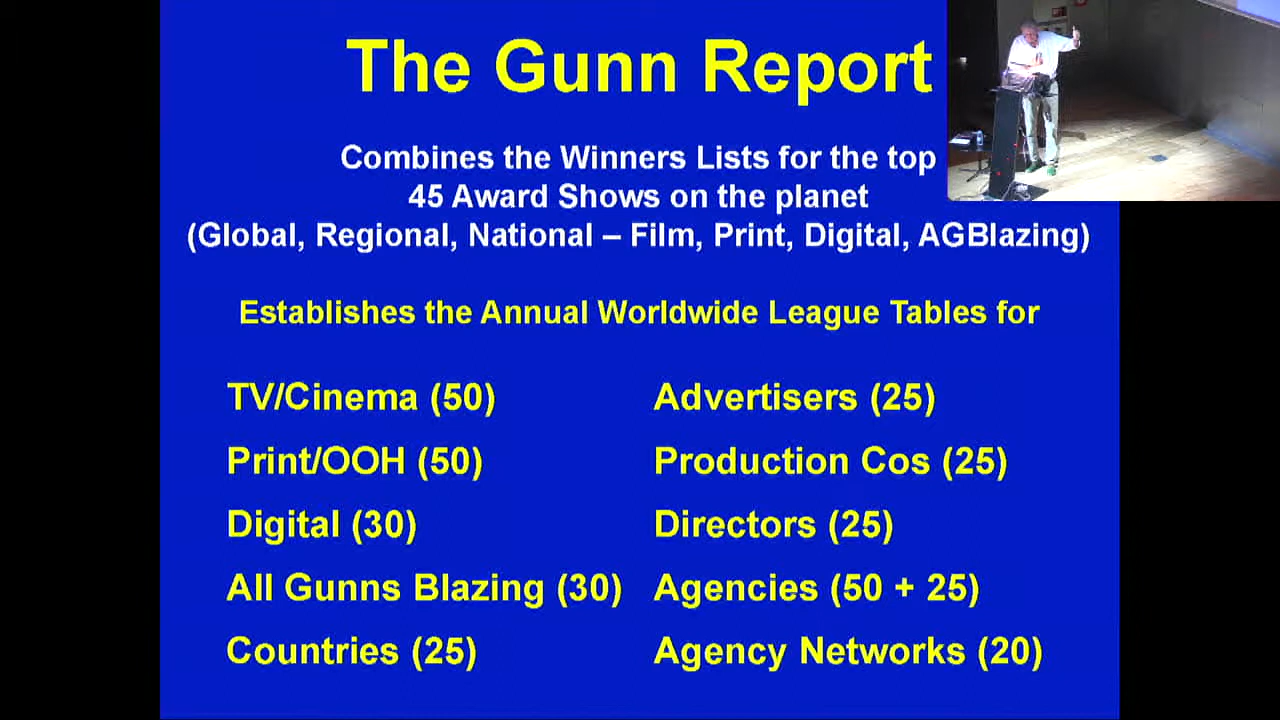 The Gunn Report
Combines the Winners Lists for the top
45 Award Shows on the planet
(Global, Regional, National – Film, Print, Digital, AGBlazing)
Establishes the Annual Worldwide League Tables for
TV/Cinema (50)
Print/OOH (50)
Digital (30)
All Gunns Blazing (30)
Countries (25)
Advertisers (25)
Production Cos (25)
Directors (25)
Agencies (50 + 25)
Agency Networks (20)